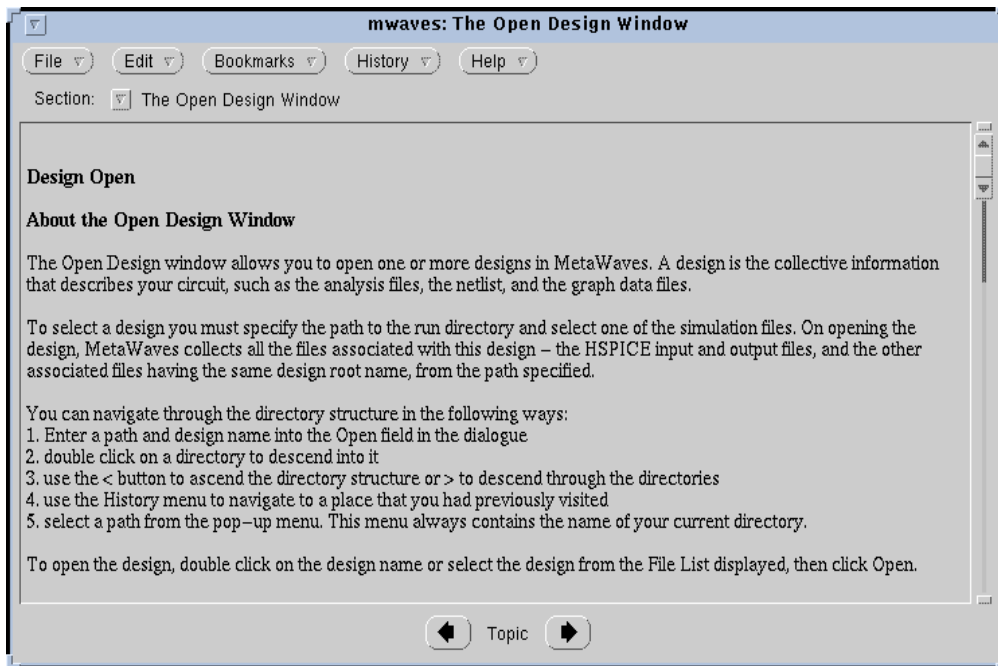 mwaves: The Open Design Window
File Edit Bookmarks History Help
Section: The Open Design Window
Design Open
About the Open Design Window
The Open Design window allows you to open one or more designs in MetaWaves. A design is the collective information
that describes your circuit, such as the analysis files, the netlist, and the graph data files.
To select a design you must specify the path to the run directory and select one of the simulation files. On opening the
design, MetaWaves collects all the files associated with this design – the HSPICE input and output files, and the other
associated files having the same design root name, from the path specified.
You can navigate through the directory structure in the following ways:
1. Enter a path and design name into the Open field in the dialogue
2. double click on a directory to descend into it
3. use the < button to ascend the directory structure or > to descend through the directories
4. use the History menu to navigate to a place that you had previously visited
5. select a path from the pop–up menu. This menu always contains the name of your current directory.
To open the design, double click on the design name or select the design from the File List displayed, then click Open.
Topic